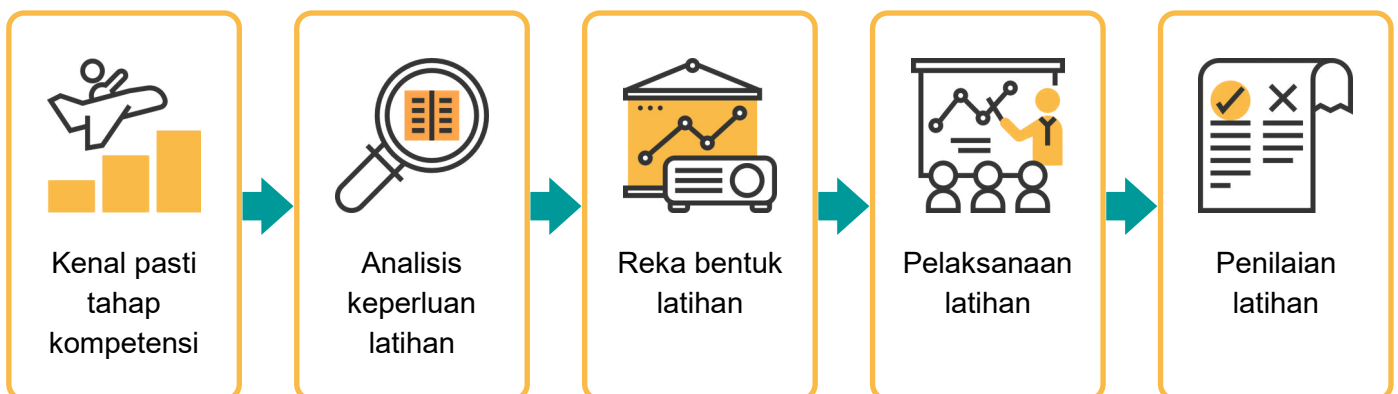 Kenal pasti
tahap
kompetensi
Analisis
keperluan
latihan
Reka bentuk
latihan
Pelaksanaan
latihan
Penilaian
latihan